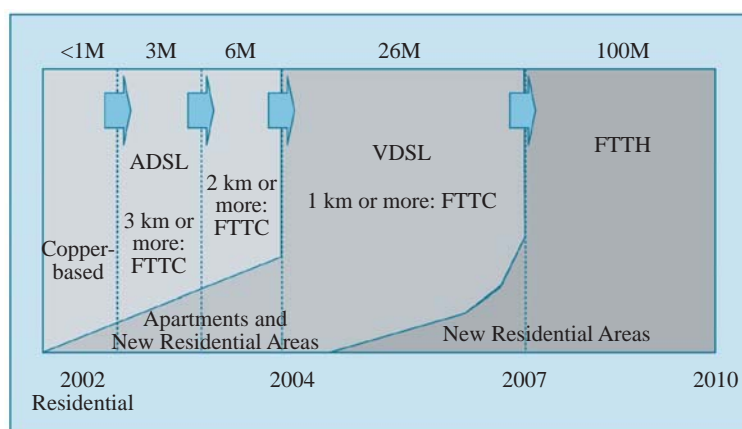 <1M 3M 6M 26M 100M
ADSL
VDSL
FTTH
2 km or
more:
FTTC
1 km or more: FTTC
3 km or
more:
FTTC
Copper-
based
Apartments and
New Residential Areas
New Residential Areas
2002 2004 2007 2010
Residential